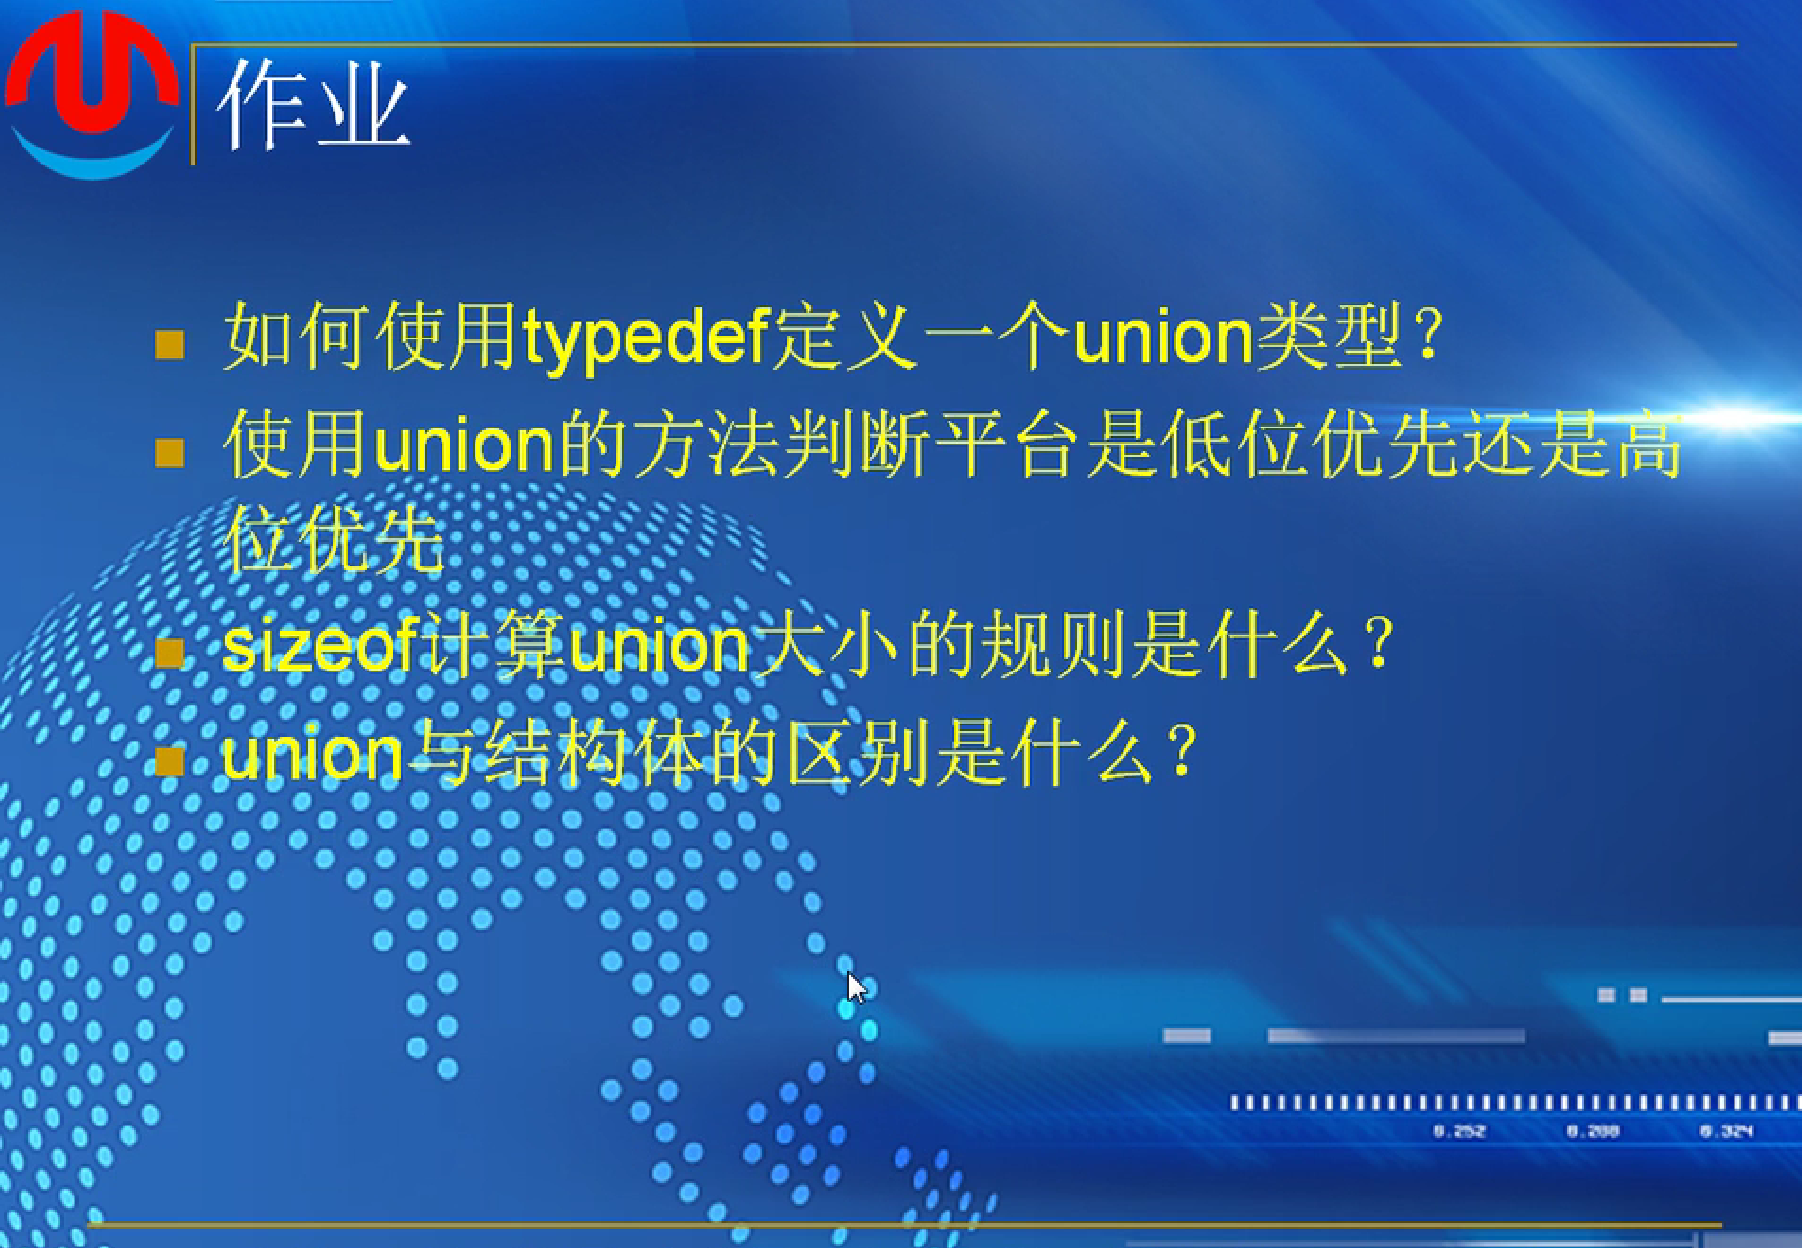 作业
如何使用typedef定义一个union类型？
使用union的方法判断平台是低位优先还是高
位优先
sizeof计算union大小的规则是什么？
union与结构体的区别是什么？
0.252 0.288 0.324